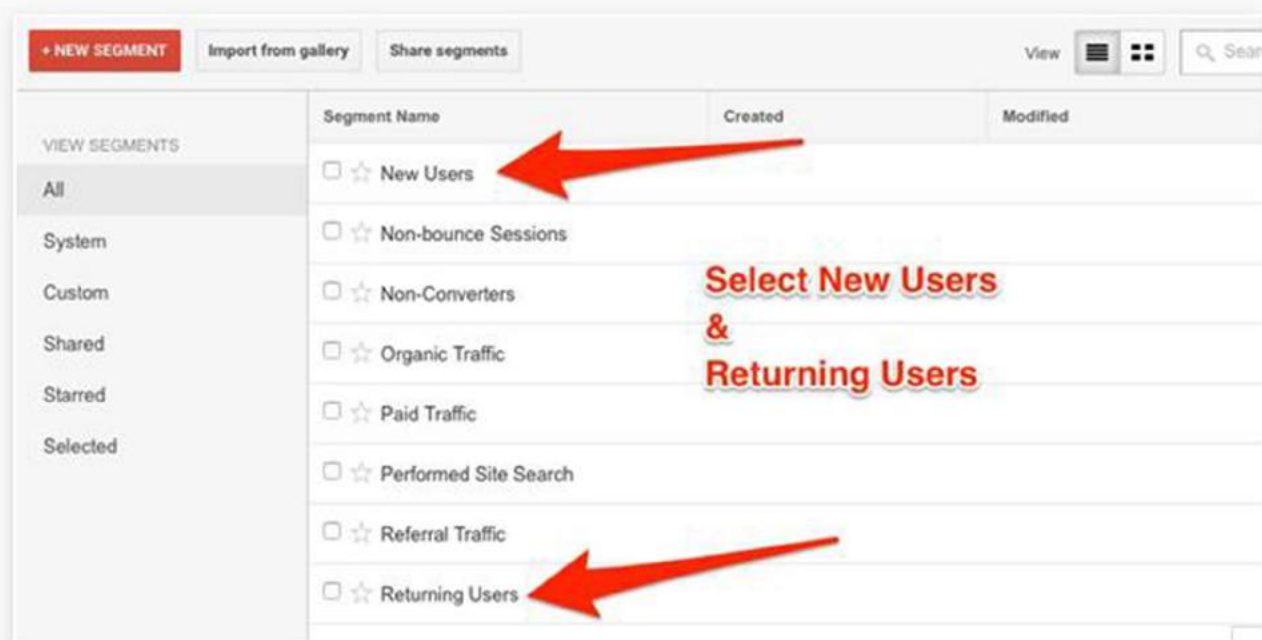 + NEW SEGMENT
Import from gallery
Share segments
View
Sear
Segment Name
Created
Modified
VIEW SEGMENTS
All
System
Custom
Shared
Starred
Selected
New Users
Non-bounce Sessions
Non-Converters
Organic Traffic
Paid Traffic
Performed Site Search
Referral Traffic
Returning Users
Select New Users
&
Returning Users